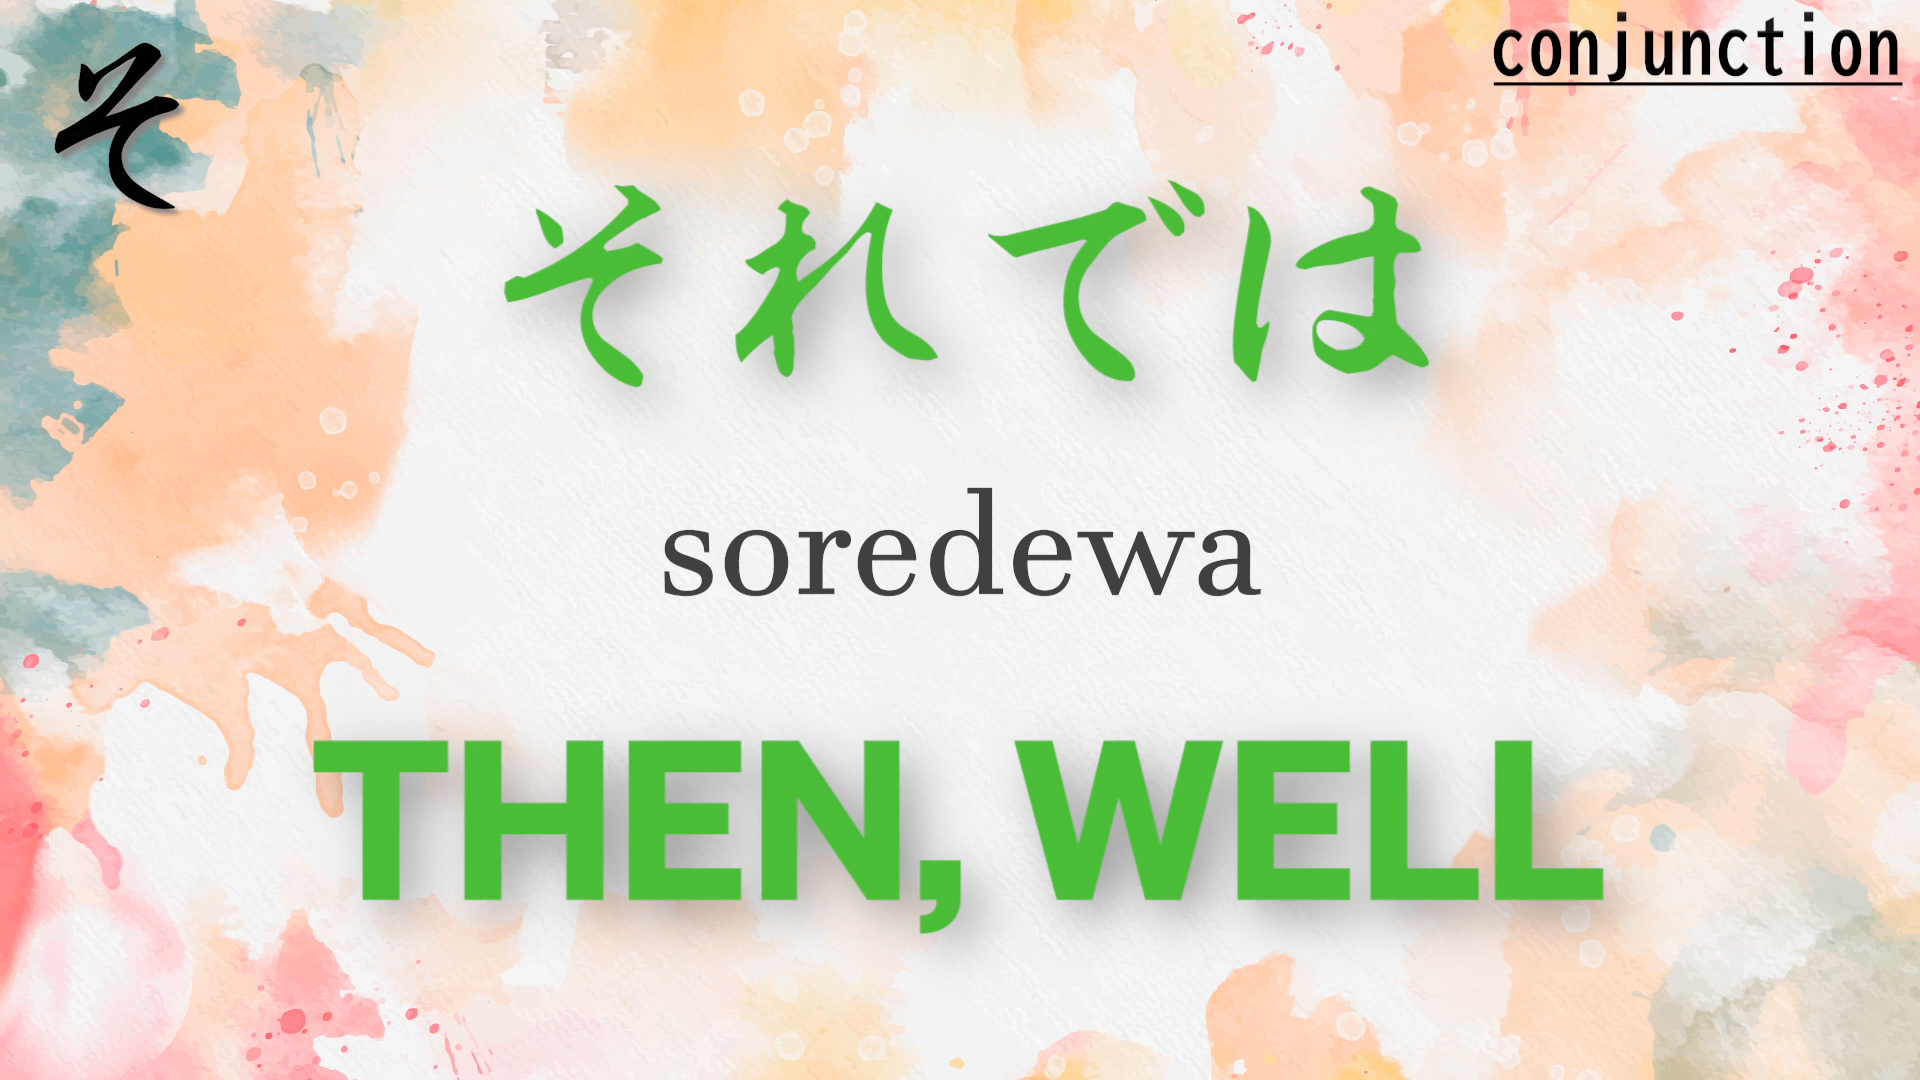 そ
conjunction
それでは
soredewa
THEN, WELL